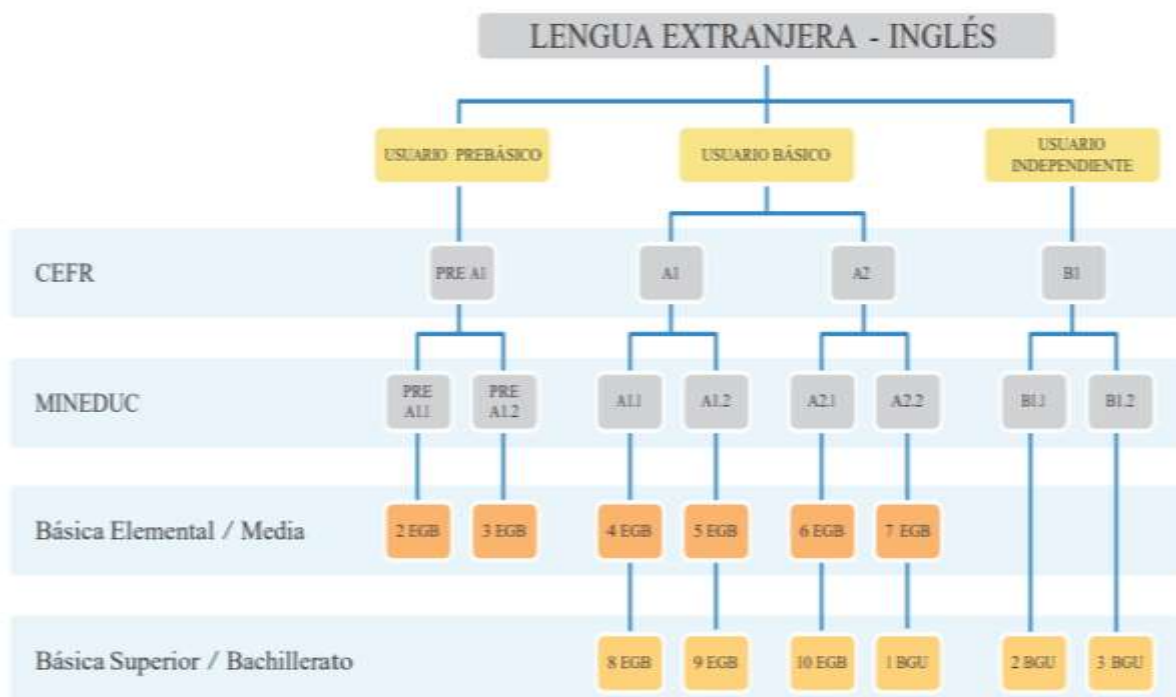 LENGUA EXTRANJERA - INGLÉS
USUARIO PREBÁSICO
USUARIO BÁSICO
USUARIO
INDEPENDIENTE
CEFR
PRE A1
A1
A2
B1
MINEDUC
PRE
A1.1
PRE
A1.2
A1.1
A1.2
A2.1
A2.2
B1.1
B1.2
Básica Elemental / Media
2 EGB
3 EGB
4 EGB
5 EGB
6 EGB
7 EGB
Básica Superior / Bachillerato
8 EGB
9 EGB
10 EGB
1 BGU
2 BGU
3 BGU